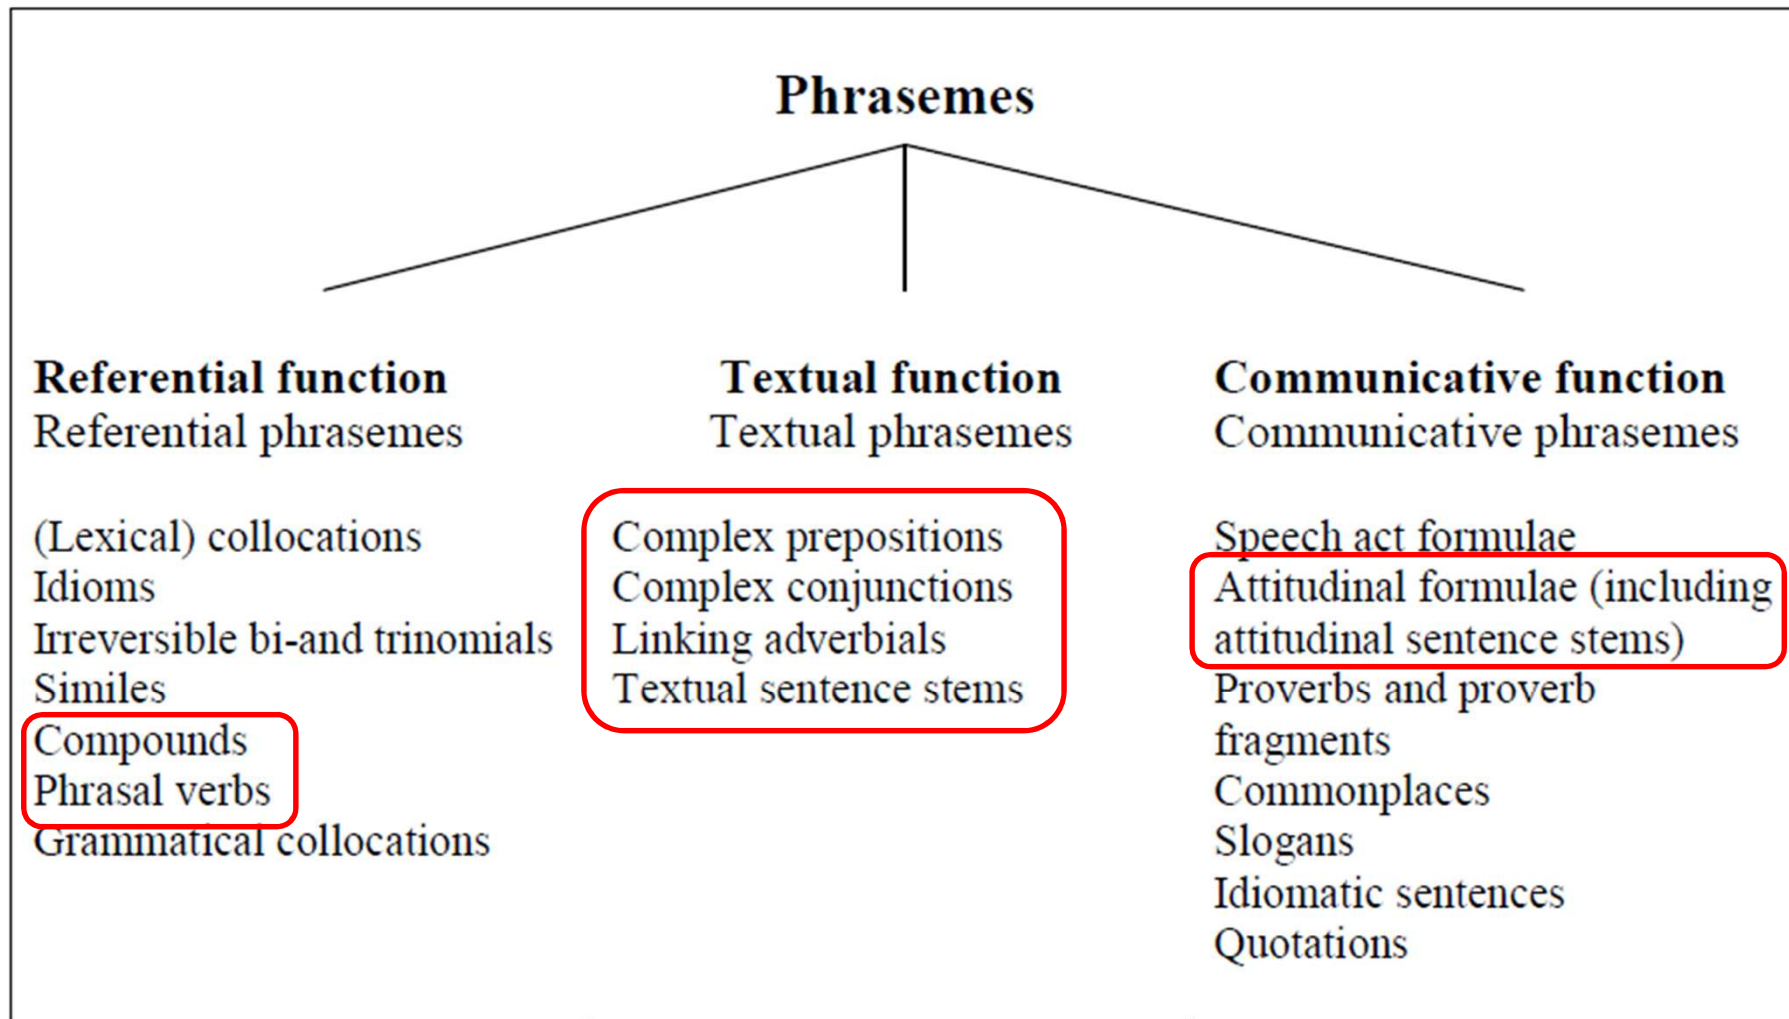 Phrasemes
Referential function
Referential phrasemes
(Lexical) collocations
Idioms
Irreversible bi-and trinomials
Similes
Compounds
Phrasal verbs
Grammatical collocations
Textual function
Textual phrasemes
Complex prepositions
Complex conjunctions
Linking adverbials
Textual sentence stems
Communicative function
Communicative phrasemes
Speech act formulae
Attitudinal formulae (including
attitudinal sentence stems)
Proverbs and proverb
fragments
Commonplaces
Slogans
Idiomatic sentences
Quotations